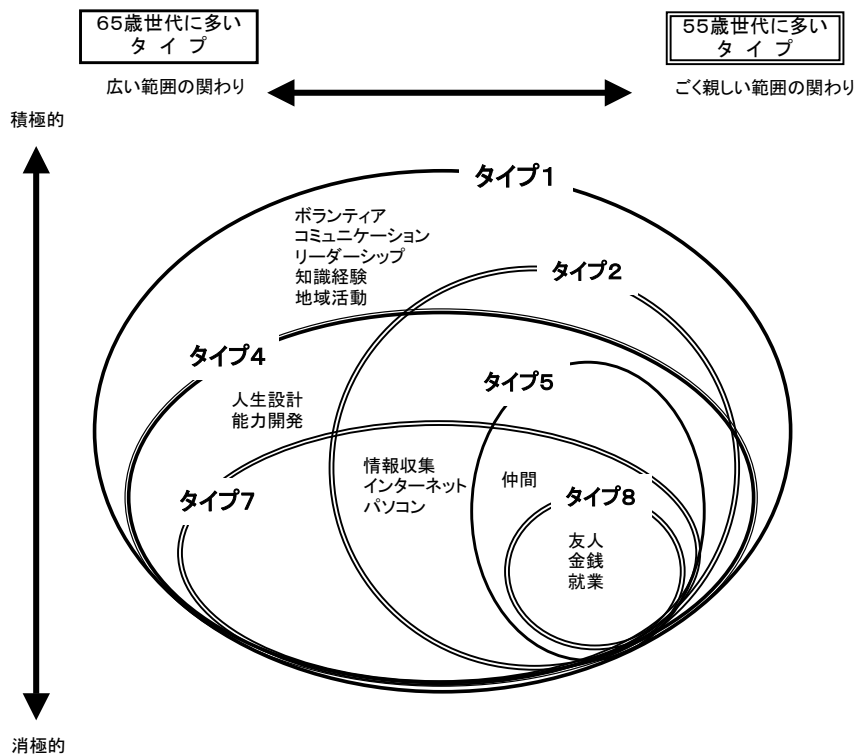 65歳世代に多い
タ イ プ
55歳世代に多い
タ イ プ
広い範囲の関わり
ごく親しい範囲の関わり
積極的
タイプ1
ボランティア
コミュニケーション
リーダーシップ
知識経験
地域活動
タイプ2
タイプ4
タイプ5
人生設計
能力開発
情報収集
インターネット
パソコン
仲間
タイプ7
タイプ8
友人
金銭
就業
消極的